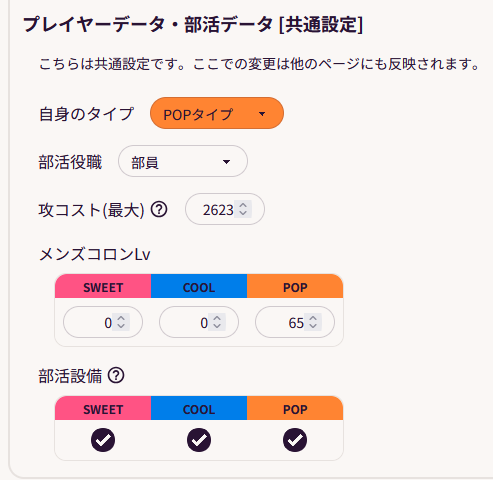 プレイヤーデータ・部活データ [共通設定]
こちらは共通設定です。ここでの変更は他のページにも反映されます。
自身のタイプ POPタイプ
部活役職 部員
攻コスト(最大) ? 2623
メンズコロンLv
SWEET COOL POP
0 0 65
部活設備 ?
SWEET COOL POP